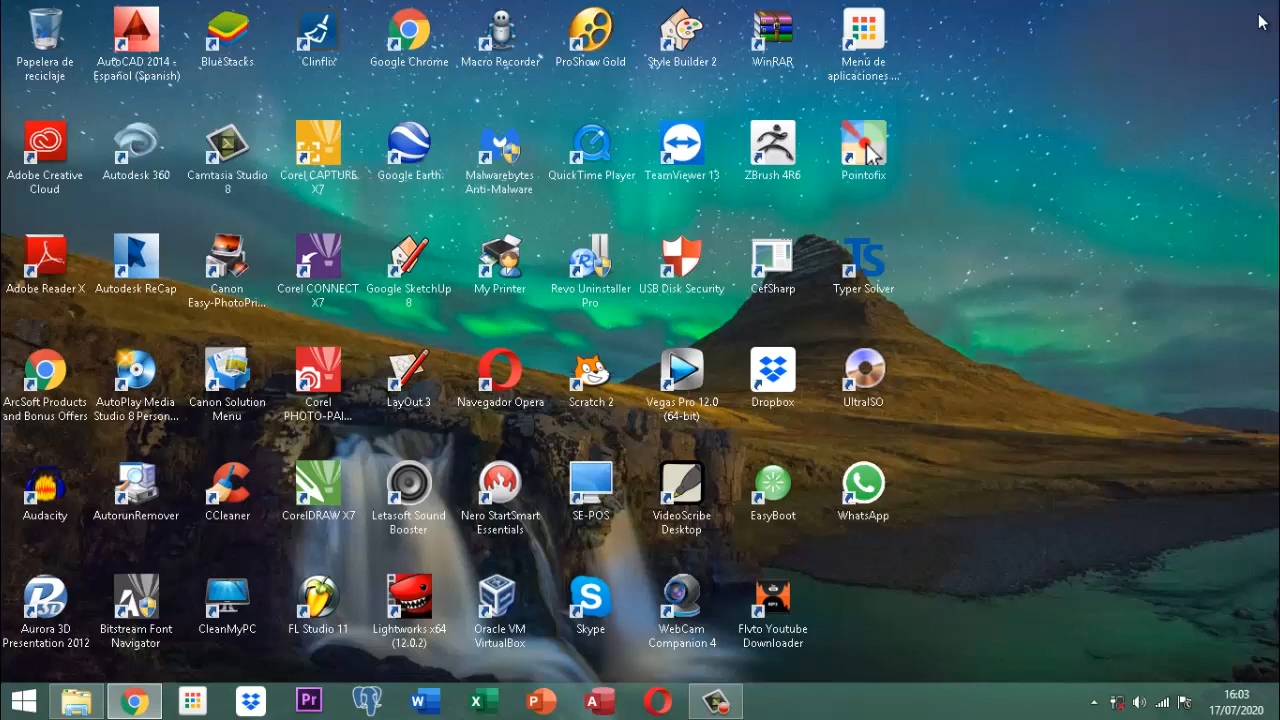 Papelera de
reciclaje
AutoCAD 2014 -
Español (Spanish)
BlueStacks
Clinflix
Google Chrome
Macro Recorder
ProShow Gold
Style Builder 2
WinRAR
Menú de
aplicaciones ...
Adobe Creative
Cloud
Autodesk 360
Camtasia Studio
8
Corel CAPTURE
X7
Google Earth
Malwarebytes
Anti-Malware
QuickTime Player
TeamViewer 13
ZBrush 4R6
Pointofix
Adobe Reader X
Autodesk ReCap
Canon
Easy-PhotoPri...
Corel CONNECT
X7
Google SketchUp
8
My Printer
Revo Uninstaller
Pro
USB Disk Security
CefSharp
Ts
Typer Solver
ArcSoft Products
and Bonus Offers
AutoPlay Media
Studio 8 Person...
Canon Solution
Menu
Corel
PHOTO-PAI...
LayOut 3
Navegador Opera
Scratch 2
Vegas Pro 12.0
(64-bit)
Dropbox
UltraISO
Audacity
AutorunRemover
CCleaner
CorelDRAW X7
Letasoft Sound
Booster
Nero StartSmart
Essentials
SE-POS
VideoScribe
Desktop
EasyBoot
WhatsApp
Aurora 3D
Presentation 2012
Bitstream Font
Navigator
CleanMyPC
FL Studio 11
Lightworks x64
(12.0.2)
Oracle VM
VirtualBox
Skype
WebCam
Companion 4
Flvto Youtube
Downloader
Pr
W
X
P
A
16:03
17/07/2020